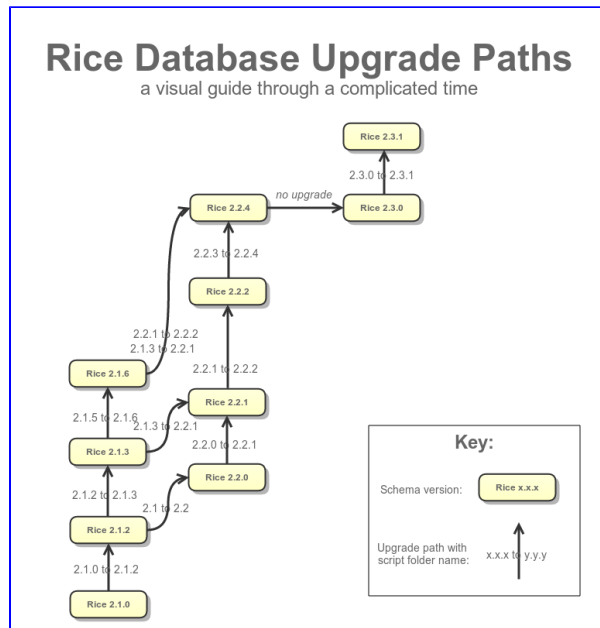 Rice Database Upgrade Paths
a visual guide through a complicated time
Rice 2.3.1
2.3.0 to 2.3.1
no upgrade
Rice 2.2.4
Rice 2.3.0
2.2.3 to 2.2.4
Rice 2.2.2
2.2.1 to 2.2.2
2.1.3 to 2.2.1
Rice 2.1.6
2.2.1 to 2.2.2
Rice 2.2.1
2.1.5 to 2.1.6
2.1.3 to 2.2.1
2.2.0 to 2.2.1
Rice 2.1.3
Rice 2.2.0
2.1.2 to 2.1.3
2.1 to 2.2
Rice 2.1.2
2.1.0 to 2.1.2
Rice 2.1.0
Key:
Schema version:
Rice x.x.x
Upgrade path with
script folder name:
x.x.x to y.y.y